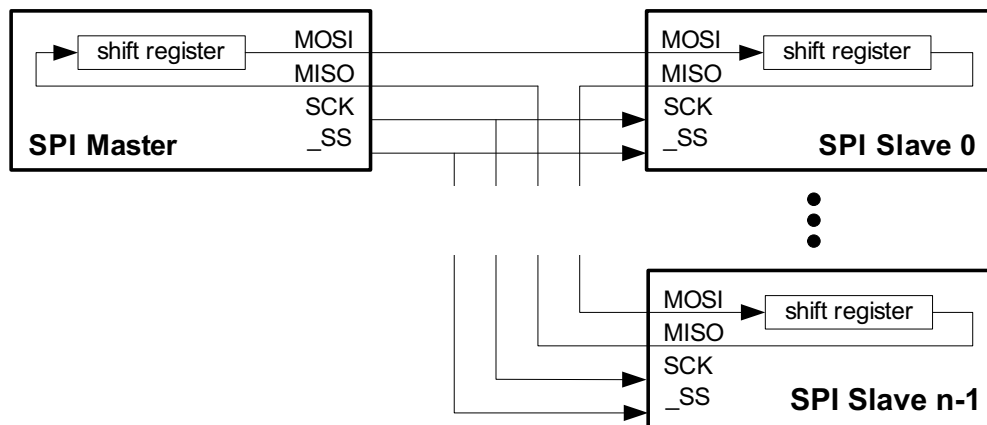 shift register
MOSI
MISO
SCK
_SS
SPI Master
MOSI
MISO
SCK
_SS
shift register
SPI Slave 0
MOSI
MISO
SCK
_SS
shift register
SPI Slave n-1